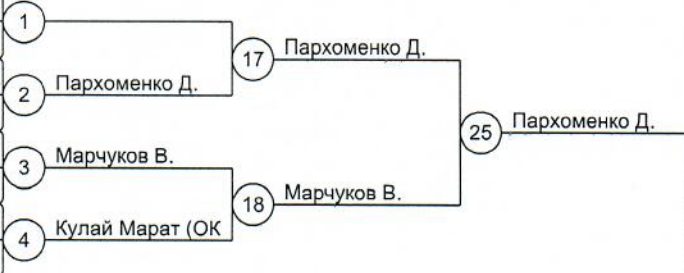 1
Пархоменко Д.
17
2
Пархоменко Д.
Пархоменко Д.
25
3
Марчуков В.
Марчуков В.
18
4
Кулай Марат (ОК